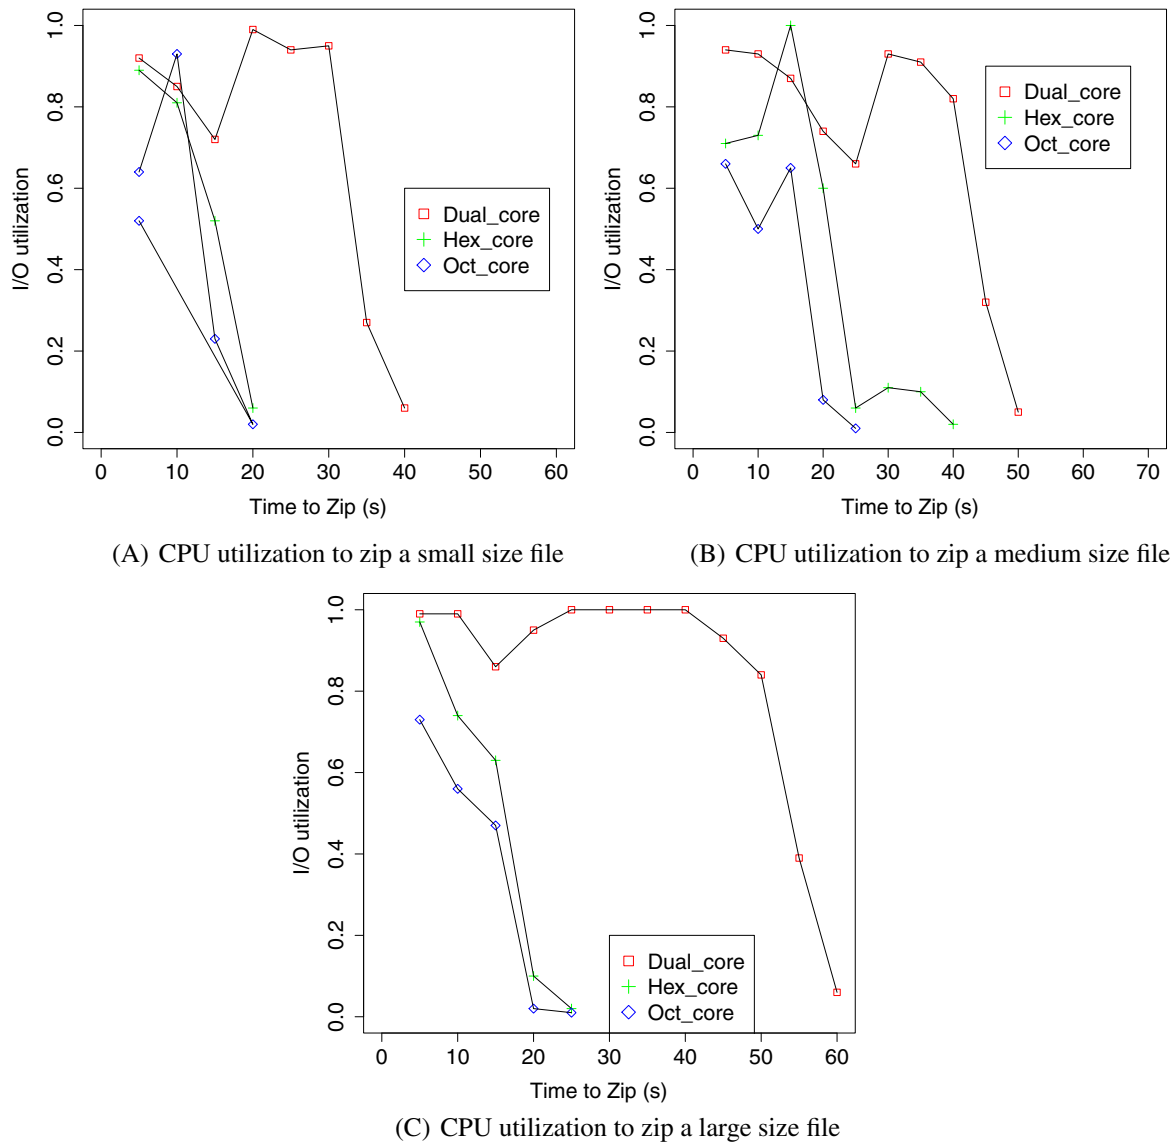 1.0
0.8
0.6
0.4
0.2
0.0
I/O utilization
Dual_core
Hex_core
Oct_core
0 10 20 30 40 50 60
Time to Zip (s)
(A) CPU utilization to zip a small size file
1.0
0.8
0.6
0.4
0.2
0.0
I/O utilization
Dual_core
Hex_core
Oct_core
0 10 20 30 40 50 60 70
Time to Zip (s)
(B) CPU utilization to zip a medium size file
1.0
0.8
0.6
0.4
0.2
0.0
I/O utilization
Dual_core
Hex_core
Oct_core
0 10 20 30 40 50 60
Time to Zip (s)
(C) CPU utilization to zip a large size file